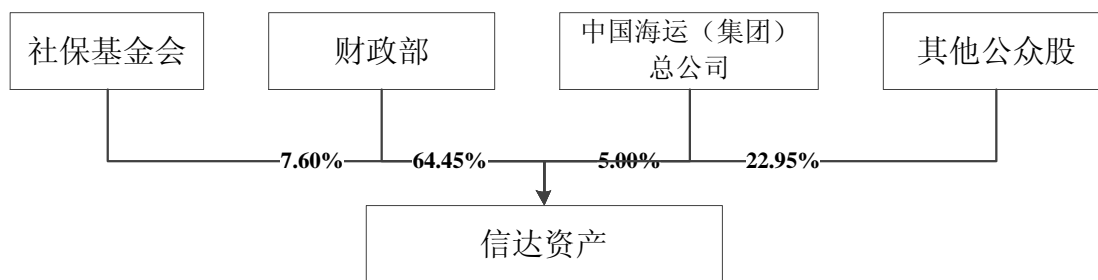 社保基金会
财政部
中国海运（集团）
总公司
其他公众股
7.60%
64.45%
5.00%
22.95%
信达资产